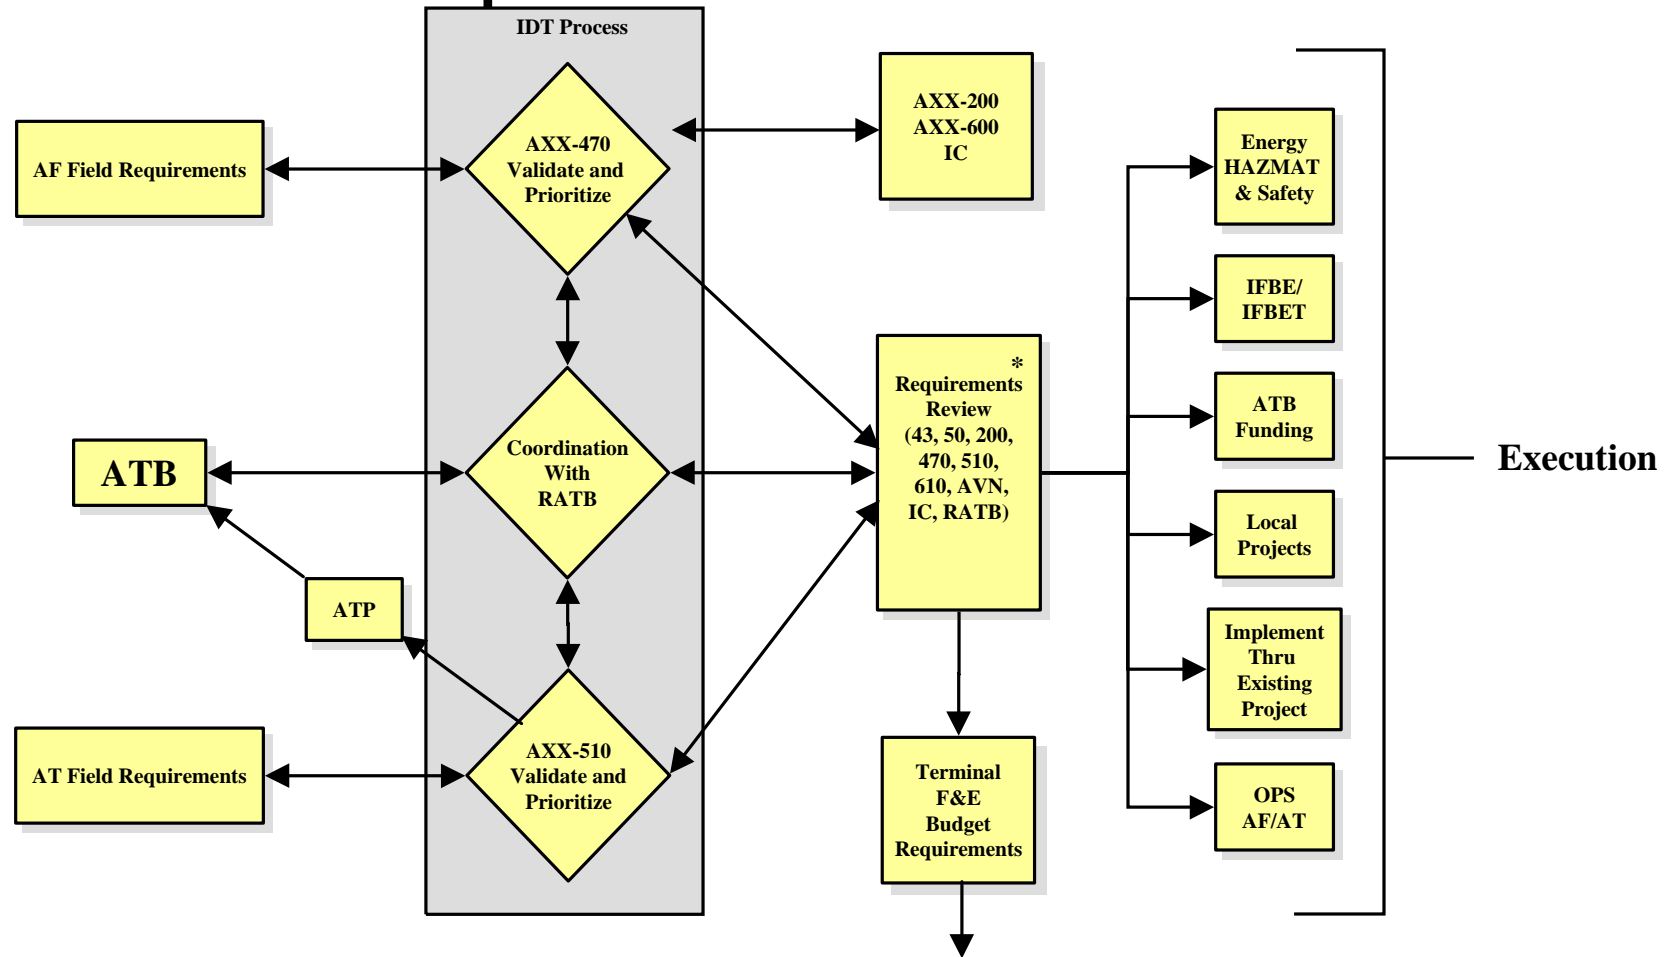 IDT Process
AXX-470
Validate and
Prioritize
AXX-200
AXX-600
IC
AF Field Requirements
Energy
HAZMAT
& Safety
IFBE/
IFBET
*
Requirements
Review
(43, 50, 200,
470, 510,
610, AVN,
IC, RATB)
ATB
Funding
Coordination
With
RATB
ATB
Execution
Local
Projects
ATP
Implement
Thru
Existing
Project
AT Field Requirements
AXX-510
Validate and
Prioritize
Terminal
F&E
Budget
Requirements
OPS
AF/AT